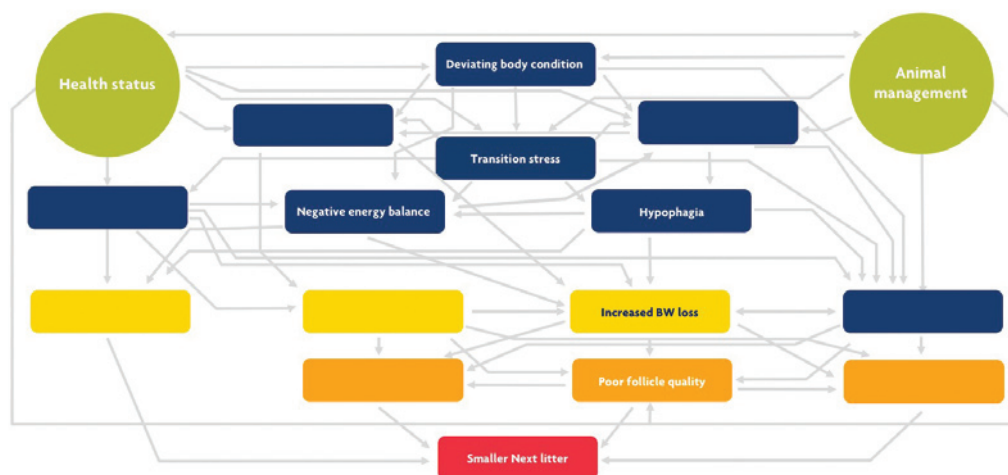 Deviating body condition
Health status
Animal
management
Transition stress
Negative energy balance
Hypophagia
Increased BW loss
Poor follicle quality
Smaller Next litter